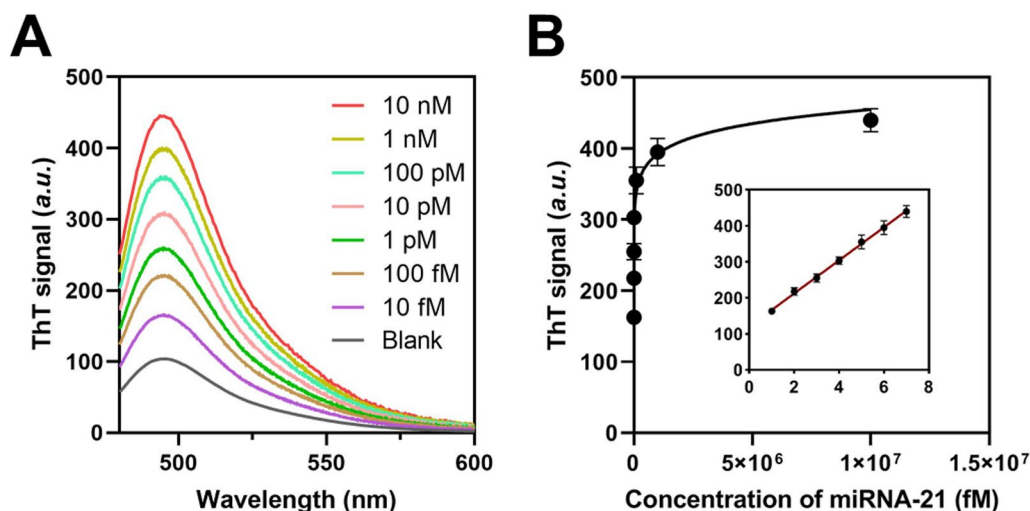 A
ThT signal (a.u.)
500
400
300
200
100
0
500
550
600
Wavelength (nm)
10 nM
1 nM
100 pM
10 pM
1 pM
100 fM
10 fM
Blank
B
ThT signal (a.u.)
500
400
300
200
100
0
0
5×10⁶
1×10⁷
1.5×10⁷
Concentration of miRNA-21 (fM)
500
400
300
200
100
0
2
4
6
8